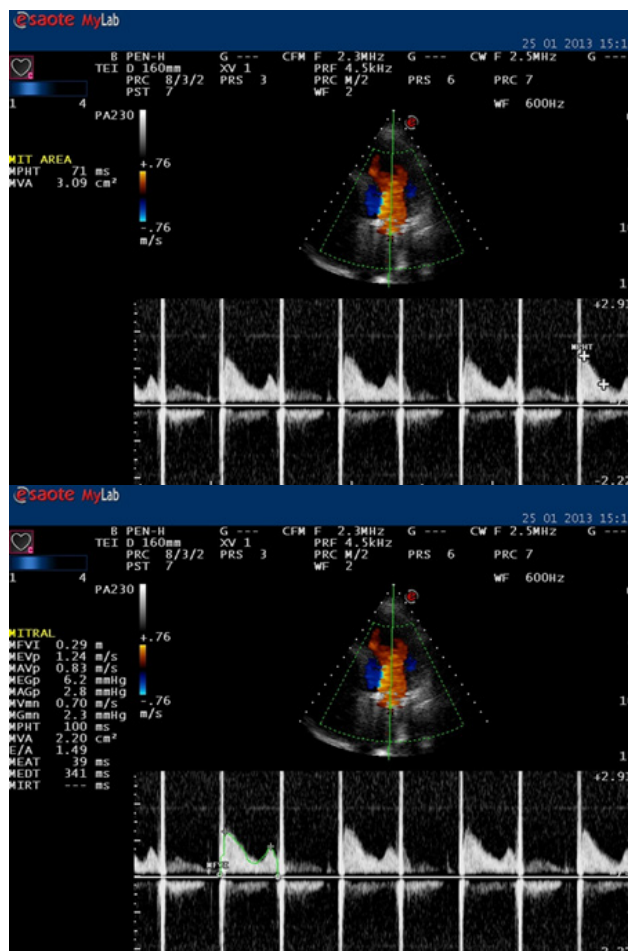 esaote MyLab
25 01 2013 15:1
B PEN-H G --- CFM F 2.3MHz G --- CW F 2.5MHz G ---
TEI D 160mm XV 1 PRF 4.5kHz
PRC 8/3/2 PRS 3 PRC M/2 PRS 6 PRC 7
PST 7 WF 2
WF 600Hz
1 4
PA230
MIT AREA
MPHT 71 ms
MVA 3.09 cm²
+.76
-.76
m/s
10
+2.9
MPHT
-2.2
esaote MyLab
25 01 2013 15:1
B PEN-H G --- CFM F 2.3MHz G --- CW F 2.5MHz G ---
TEI D 160mm XV 1 PRF 4.5kHz
PRC 8/3/2 PRS 3 PRC M/2 PRS 6 PRC 7
PST 7 WF 2
WF 600Hz
1 4
PA230
MITRAL
MFVI 0.29 m
MEVp 1.24 m/s
MAVp 0.83 m/s
MEGp 6.2 mmHg
MAGp 2.8 mmHg
MVmn 0.70 m/s
MGmn 2.3 mmHg
MPHT 100 ms
MVA 2.20 cm²
E/A 1.49
MEAT 39 ms
MEDT 341 ms
MIRT --- ms
+.76
-.76
m/s
10
+2.9
MFVI